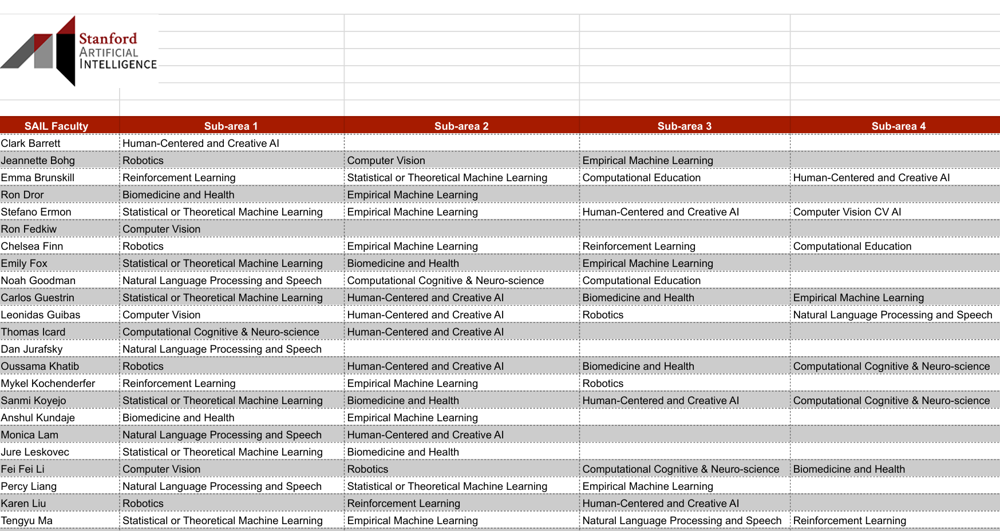 Stanford
ARTIFICIAL
INTELLIGENCE
SAIL Faculty Sub-area 1 Sub-area 2 Sub-area 3 Sub-area 4
Clark Barrett Human-Centered and Creative AI
Jeannette Bohg Robotics Computer Vision Empirical Machine Learning
Emma Brunskill Reinforcement Learning Statistical or Theoretical Machine Learning Computational Education Human-Centered and Creative AI
Ron Dror Biomedicine and Health Empirical Machine Learning
Stefano Ermon Statistical or Theoretical Machine Learning Empirical Machine Learning Human-Centered and Creative AI Computer Vision CV AI
Ron Fedkiw Computer Vision
Chelsea Finn Robotics Empirical Machine Learning Reinforcement Learning Computational Education
Emily Fox Statistical or Theoretical Machine Learning Biomedicine and Health Empirical Machine Learning
Noah Goodman Natural Language Processing and Speech Computational Cognitive & Neuro-science Computational Education
Carlos Guestrin Statistical or Theoretical Machine Learning Human-Centered and Creative AI Biomedicine and Health Empirical Machine Learning
Leonidas Guibas Computer Vision Human-Centered and Creative AI Robotics Natural Language Processing and Speech
Thomas Icard Computational Cognitive & Neuro-science Human-Centered and Creative AI
Dan Jurafsky Natural Language Processing and Speech
Oussama Khatib Robotics Human-Centered and Creative AI Biomedicine and Health Computational Cognitive & Neuro-science
Mykel Kochenderfer Reinforcement Learning Empirical Machine Learning Robotics
Sanmi Koyejo Statistical or Theoretical Machine Learning Biomedicine and Health Human-Centered and Creative AI Computational Cognitive & Neuro-science
Anshul Kundaje Biomedicine and Health Empirical Machine Learning
Monica Lam Natural Language Processing and Speech Human-Centered and Creative AI
Jure Leskovec Statistical or Theoretical Machine Learning Biomedicine and Health
Fei Fei Li Computer Vision Robotics Computational Cognitive & Neuro-science Biomedicine and Health
Percy Liang Natural Language Processing and Speech Statistical or Theoretical Machine Learning Empirical Machine Learning
Karen Liu Robotics Reinforcement Learning Human-Centered and Creative AI
Tengyu Ma Statistical or Theoretical Machine Learning Empirical Machine Learning Natural Language Processing and Speech Reinforcement Learning